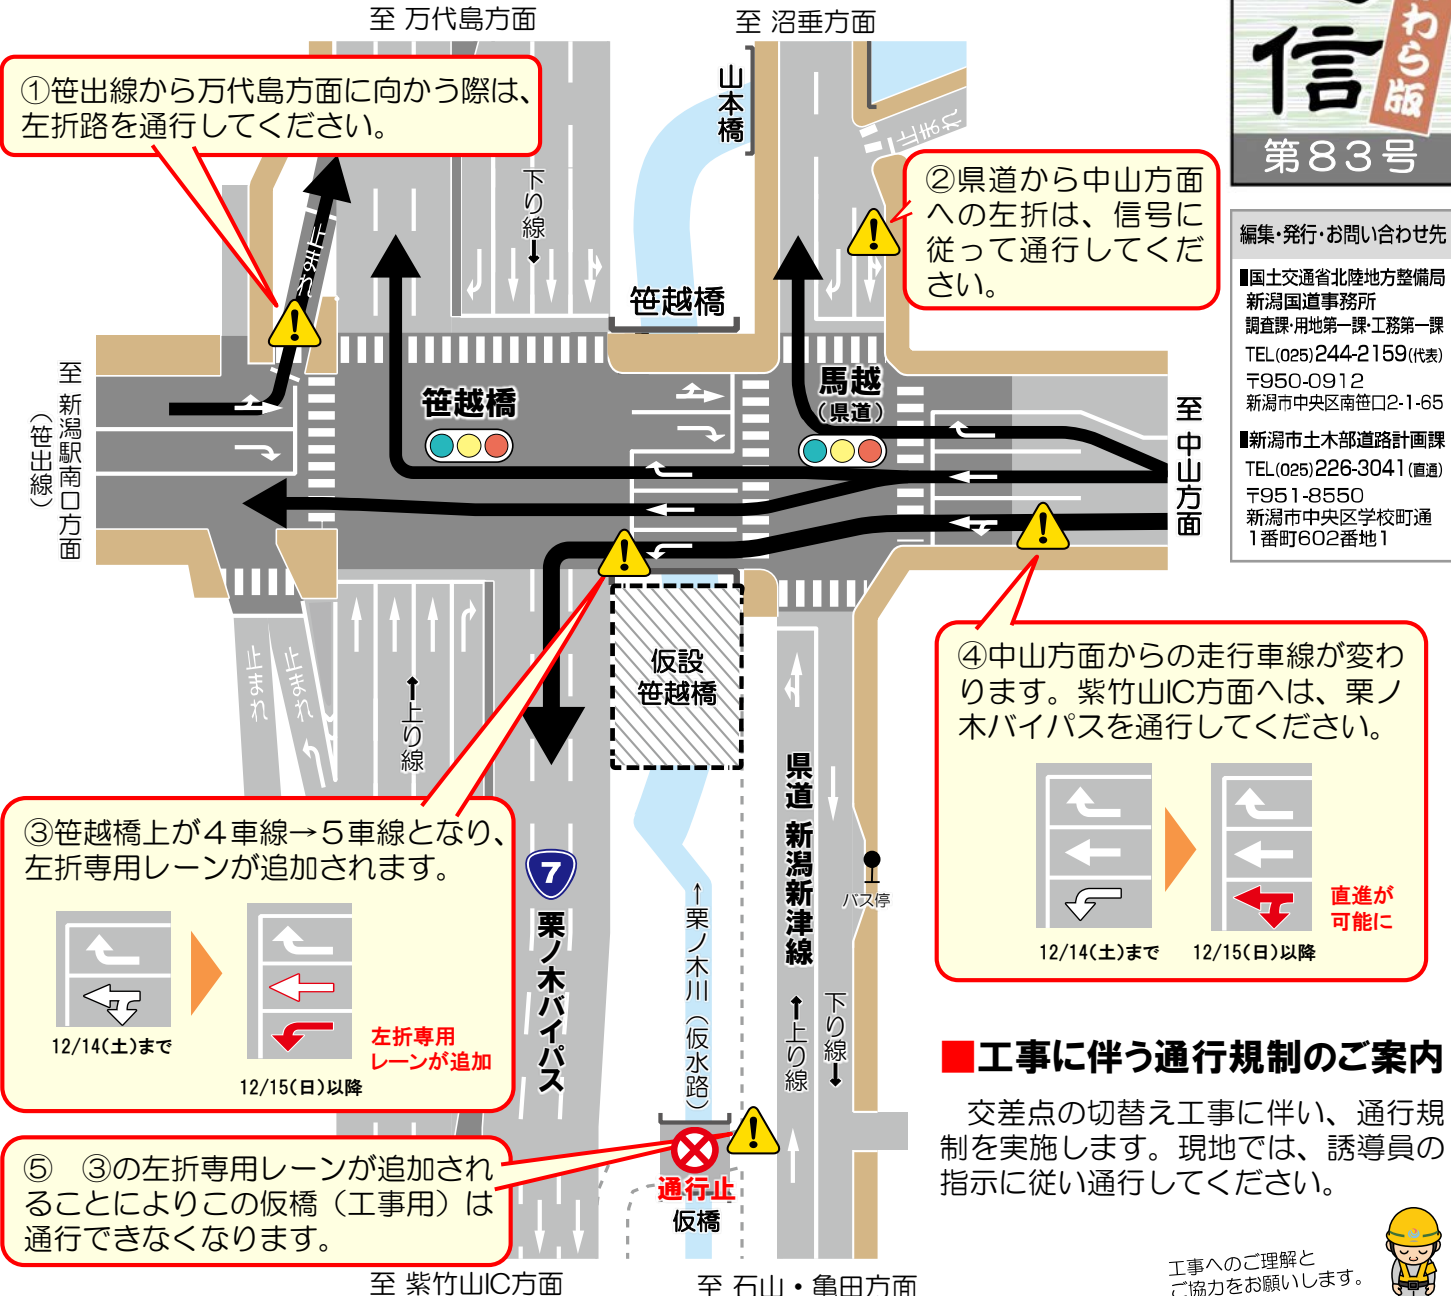 至 万代島方面
至 沼垂方面
わら版
信
第83号
①笹出線から万代島方面に向かう際は、
左折路を通行してください。
山本橋
止まれ
下り線
②県道から中山方面
への左折は、信号に
従って通行してくだ
さい。
編集・発行・お問い合わせ先
■国土交通省北陸地方整備局
新潟国道事務所
調査課・用地第一課・工務第一課
TEL(025)244-2159(代表)
〒950-0912
新潟市中央区南笹口2-1-65
■新潟市土木部道路計画課
TEL(025)226-3041(直通)
〒951-8550
新潟市中央区学校町通
1番町602番地1
止まれ
笹越橋
至 新潟駅南口方面
(笹出線)
笹越橋
馬越
(県道)
至 中山方面
止まれ
止まれ
↑上り線
仮設
笹越橋
④中山方面からの走行車線が変わ
ります。紫竹山IC方面へは、栗ノ
木バイパスを通行してください。
12/14(土)まで
12/15(日)以降
直進が
可能に
③笹越橋上が4車線→5車線となり、
左折専用レーンが追加されます。
12/14(土)まで
12/15(日)以降
左折専用
レーンが追加
7
栗ノ木バイパス
←栗ノ木川(仮水路)
県道 新潟新津線
↑上り線
下り線↓
バス停
■工事に伴う通行規制のご案内
交差点の切替え工事に伴い、通行規
制を実施します。現地では、誘導員の
指示に従い通行してください。
⑤ ③の左折専用レーンが追加され
ることによりこの仮橋(工事用)は
通行できなくなります。
通行止
仮橋
工事へのご理解と
ご協力をお願いします。
至 紫竹山IC方面
至 石山・亀田方面